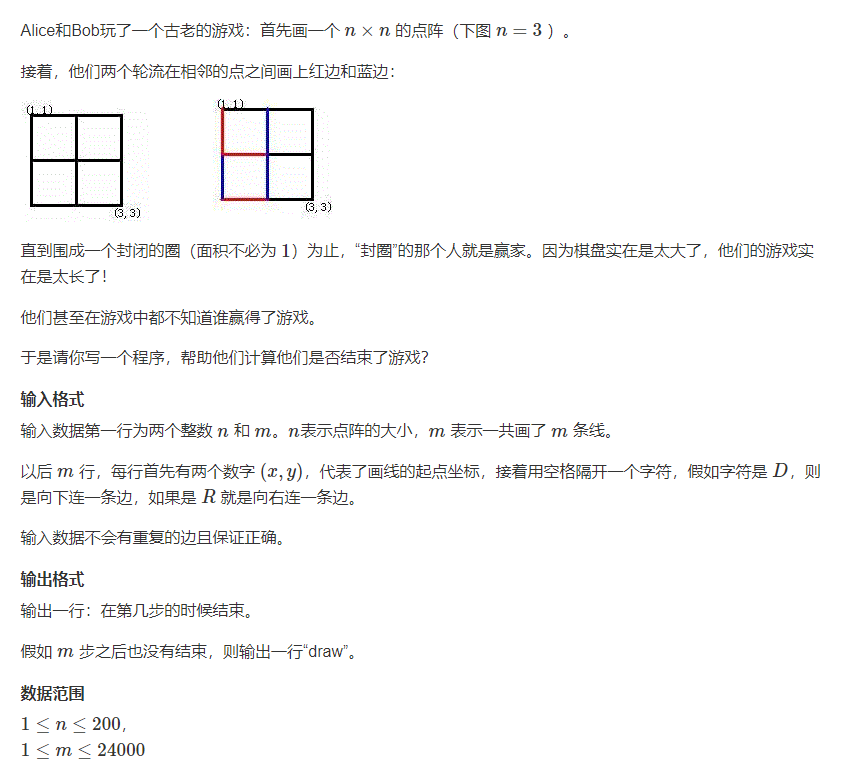 Alice和Bob玩了一个古老的游戏：首先画一个 n × n 的点阵（下图 n = 3 ）。
接着，他们两个轮流在相邻的点之间画上红边和蓝边：
(1, 1)
(1, 1)
(3, 3)
(3, 3)
直到围成一个封闭的圈（面积不必为 1）为止，“封圈”的那个人就是赢家。因为棋盘实在是太大了，他们的游戏实
在是太长了！
他们甚至在游戏中都不知道谁赢得了游戏。
于是请你写一个程序，帮助他们计算他们是否结束了游戏？
输入格式
输入数据第一行为两个整数 n 和 m。n表示点阵的大小，m 表示一共画了 m 条线。
以后 m 行，每行首先有两个数字 (x, y)，代表了画线的起点坐标，接着用空格隔开一个字符，假如字符是 D，则
是向下连一条边，如果是 R 就是向右连一条边。
输入数据不会有重复的边且保证正确。
输出格式
输出一行：在第几步的时候结束。
假如 m 步之后也没有结束，则输出一行“draw”。
数据范围
1 ≤ n ≤ 200，
1 ≤ m ≤ 24000